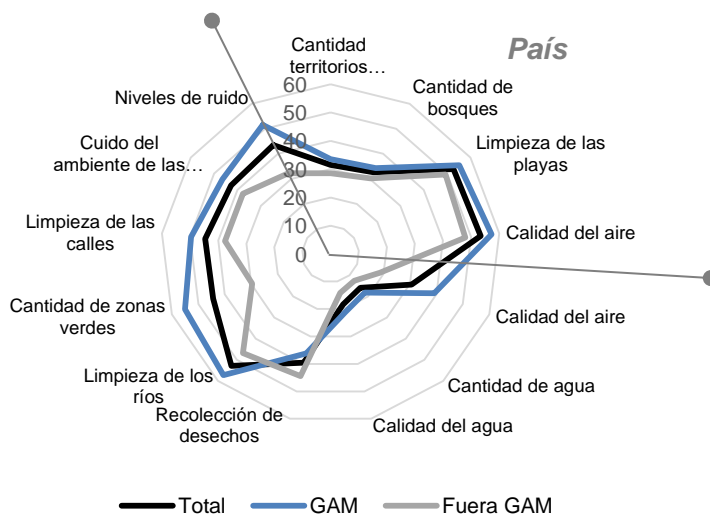 País
Cantidad
territorios…
Cantidad de
bosques
Limpieza de las
playas
Calidad del aire
Calidad del aire
Cantidad de agua
Calidad del agua
Recolección de
desechos
Limpieza de los
ríos
Cantidad de zonas
verdes
Limpieza de las
calles
Cuido del
ambiente de las…
Niveles de ruido
60
50
40
30
20
10
0
Total GAM Fuera GAM